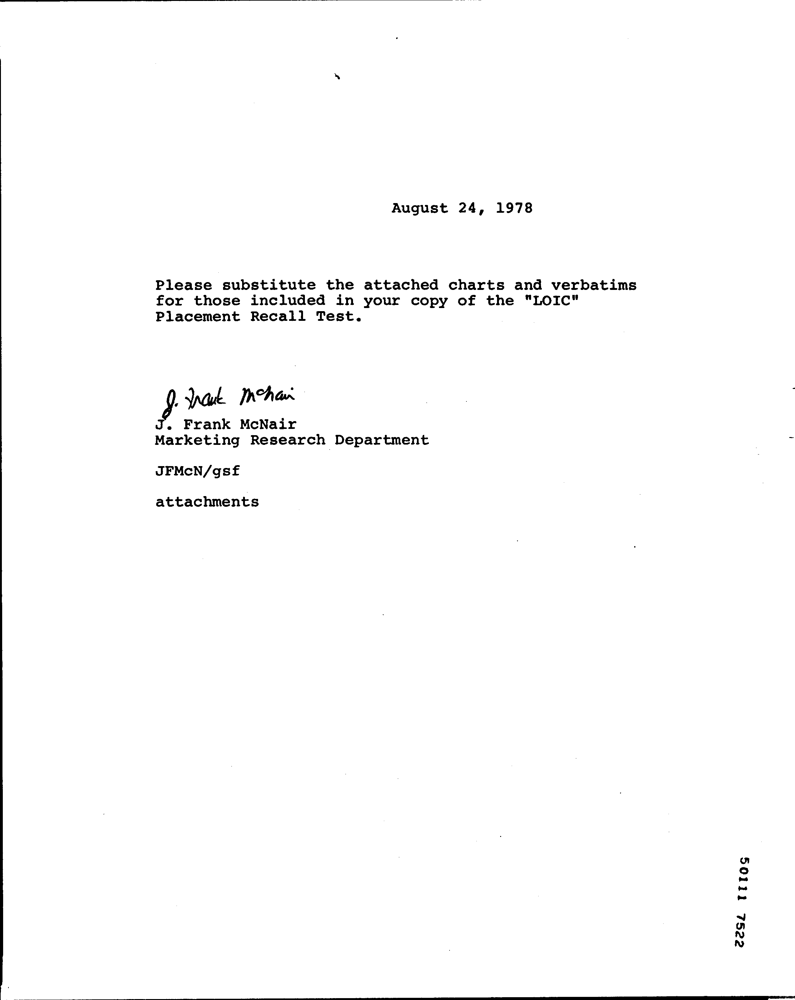 August 24, 1978
Please substitute the attached charts and verbatims
for those included in your copy of the "LOIC"
Placement Recall Test.
J. Frank McNair
J. Frank McNair
Marketing Research Department
JFMcN/gsf
attachments
50111 7522